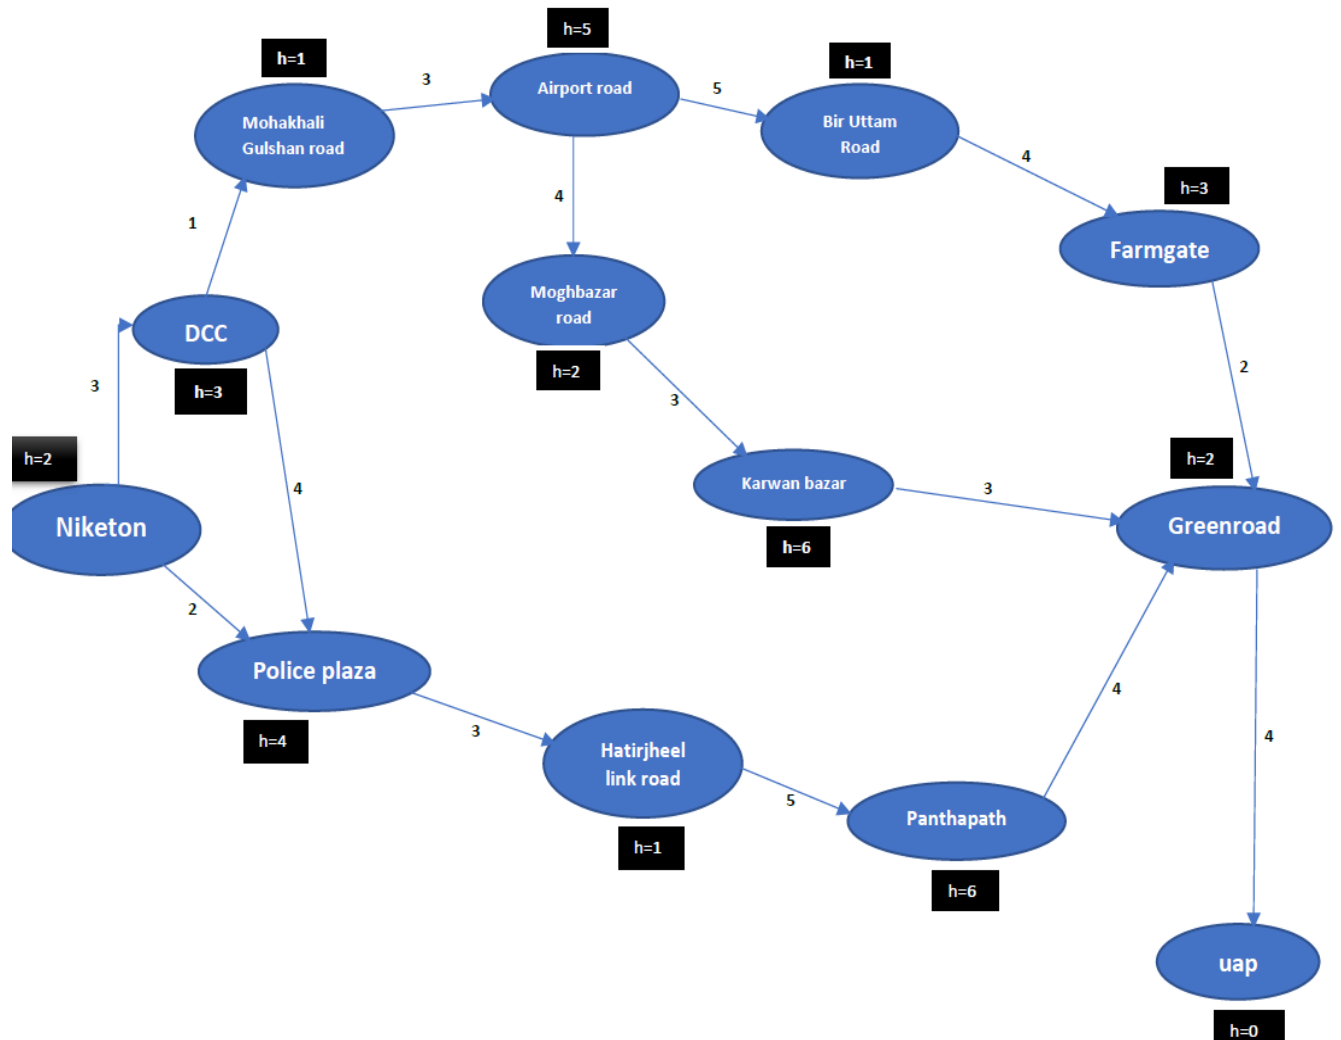 h=5
h=1
h=1
Airport road
3
5
Mohakhali
Gulshan road
Bir Uttam
Road
4
h=3
4
1
Farmgate
Moghbazar
road
DCC
h=2
3
h=3
3
2
h=2
h=2
4
Karwan bazar
3
Niketon
Greenroad
h=6
2
Police plaza
4
3
h=4
4
Hatirjheel
link road
5
Panthapath
h=1
h=6
uap
h=0